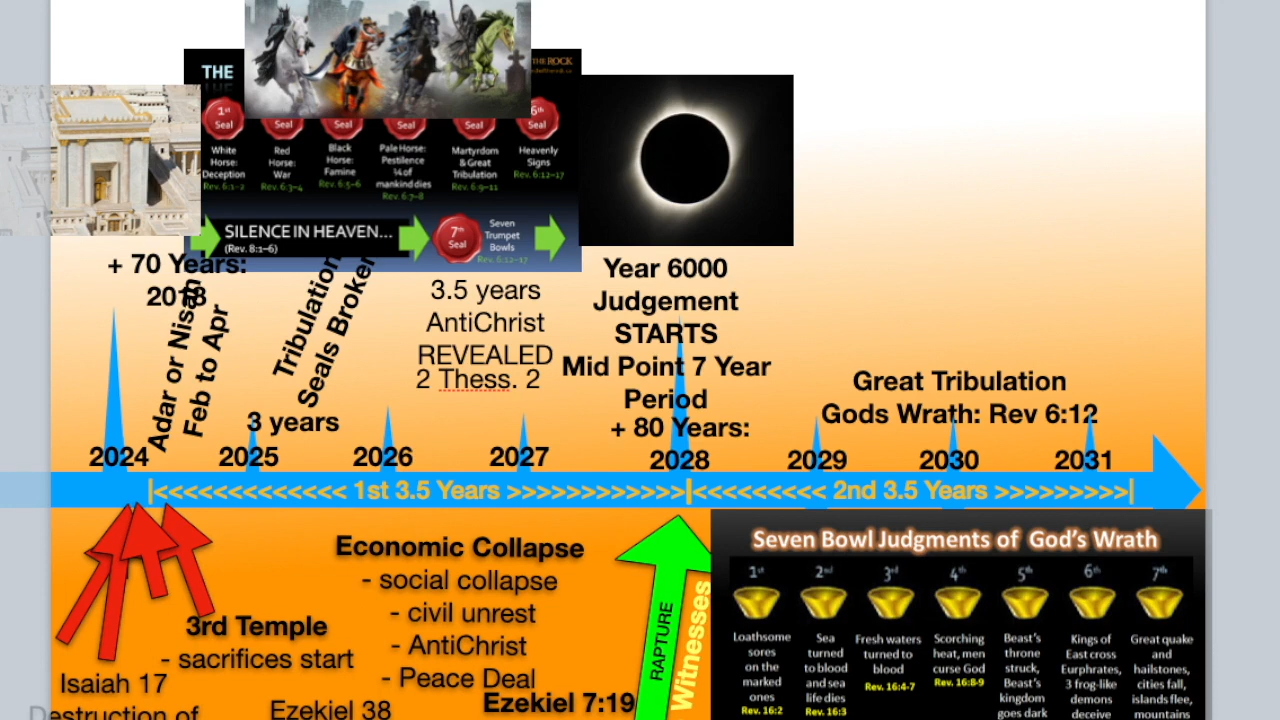 THE
THE ROCK
1st
Seal
Seal
Seal
Seal
Seal
6th
Seal
White
Horse:
Deception
Rev. 6:1-2
Red
Horse:
War
Rev. 6:3-4
Black
Horse:
Famine
Rev. 6:5-6
Pale Horse:
Pestilence
¼ of
mankind dies
Rev. 6:7-8
Martyrdom
& Great
Tribulation
Rev. 6:9-11
Heavenly
Signs
Rev. 6:12-17
SILENCE IN HEAVEN...
(Rev. 8:1-6)
7th
Seal
Seven
Trumpet
Bowls
Rev. 6:12-17
+ 70 Years:
2018
Adar or Nisan
Feb to Apr
Tribulation
Seals Broken
3 years
3.5 years
AntiChrist
REVEALED
2 Thess. 2
Year 6000
Judgement
STARTS
Mid Point 7 Year
Period
+ 80 Years:
Great Tribulation
Gods Wrath: Rev 6:12
2024 2025 2026 2027 2028 2029 2030 2031
|<<<<<<<<<<<<< 1st 3.5 Years >>>>>>>>>>>>|<<<<<<<<< 2nd 3.5 Years >>>>>>>>>|
Economic Collapse
- social collapse
- civil unrest
- AntiChrist
- Peace Deal
Ezekiel 7:19
3rd Temple
- sacrifices start
Isaiah 17
Destruction of
Ezekiel 38
RAPTURE
Witnesses
Seven Bowl Judgments of God's Wrath
1st
2nd
3rd
4th
5th
6th
7th
Loathsome
sores
on the
marked
ones
Rev. 16:2
Sea
turned
to blood
and sea
life dies
Rev. 16:3
Fresh waters
turned to
blood
Rev. 16:4-7
Scorching
heat, men
curse God
Rev. 16:8-9
Beast's
throne
struck,
Beast's
kingdom
goes dark
Kings of
East cross
Eurphrates,
3 frog-like
demons
deceive
Great quake
and
hailstones,
cities fall,
islands flee,
mountains